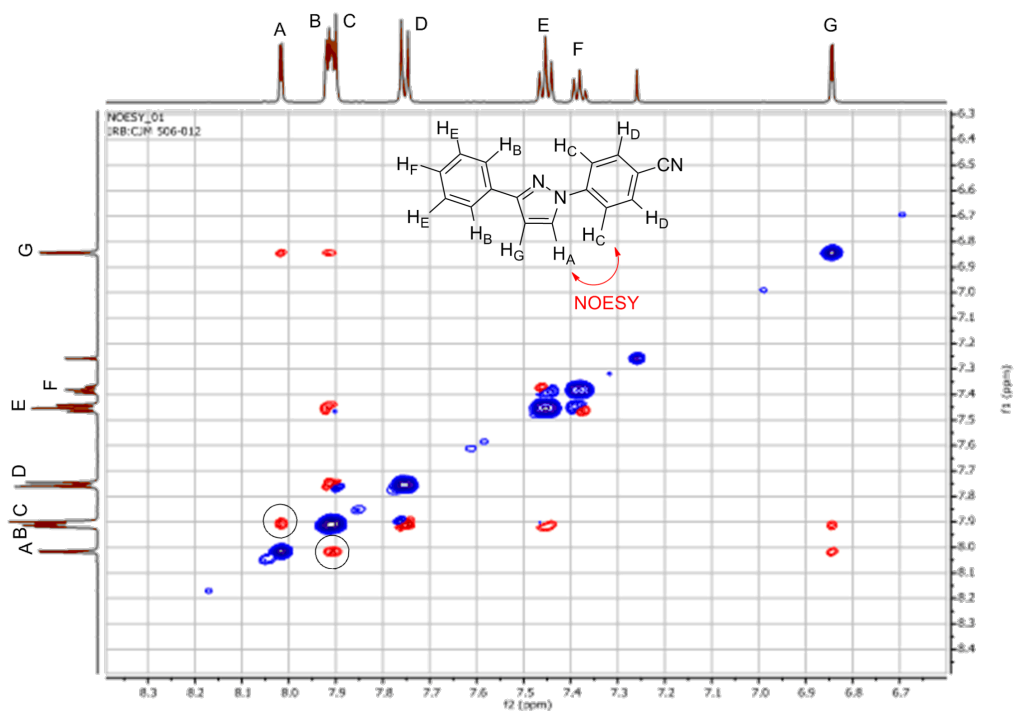 A B C D E F G
NOESY_01
IRB:CJM 506-012
HE HB HC HD
HF N N CN
HE HB HG HA HC HD
NOESY
G
F
E
D
C
B
A
6.3
6.4
6.5
6.6
6.7
6.8
6.9
7.0
7.1
7.2
7.3
7.4
7.5
7.6
7.7
7.8
7.9
8.0
8.1
8.2
8.3
8.4
f1 (ppm)
8.3 8.2 8.1 8.0 7.9 7.8 7.7 7.6 7.5 7.4 7.3 7.2 7.1 7.0 6.9 6.8 6.7
f2 (ppm)